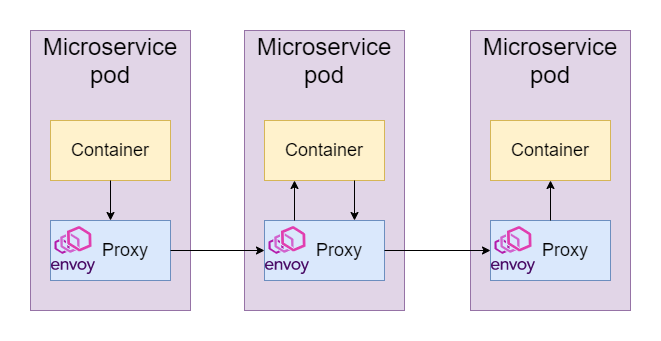 Microservice
pod
Container
Proxy
envoy
Microservice
pod
Container
Proxy
envoy
Microservice
pod
Container
Proxy
envoy